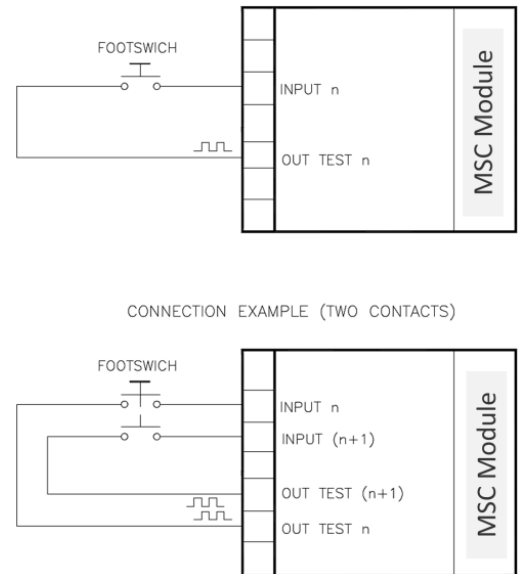 FOOTSWICH
INPUT n
OUT TEST n
MSC Module
CONNECTION EXAMPLE (TWO CONTACTS)
FOOTSWICH
INPUT n
INPUT (n+1)
OUT TEST (n+1)
OUT TEST n
MSC Module